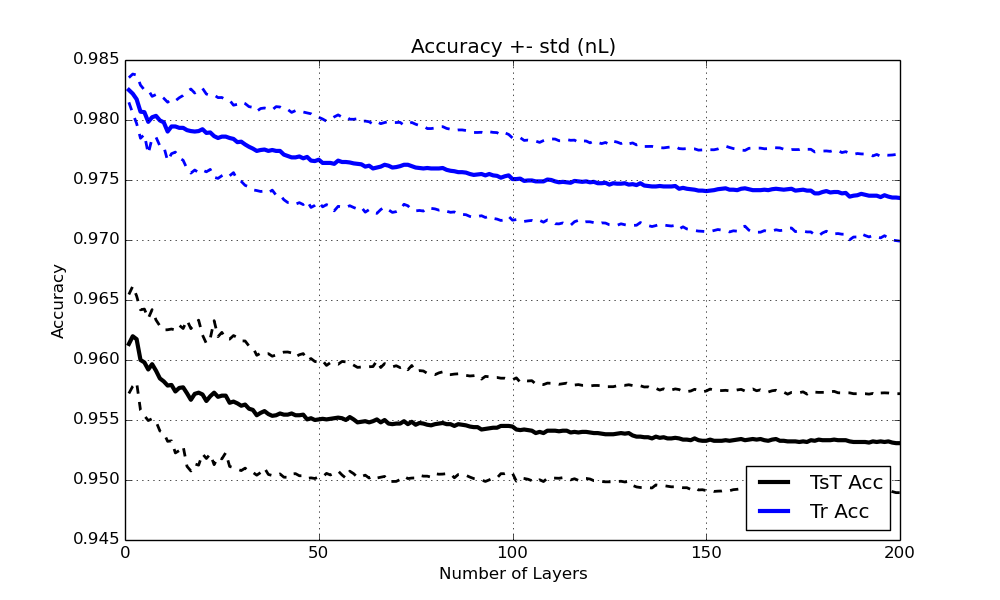 Accuracy +- std (nL)
0.985
0.980
0.975
0.970
0.965
0.960
0.955
0.950
0.945
Accuracy
0 50 100 150 200
Number of Layers
TsT Acc
Tr Acc